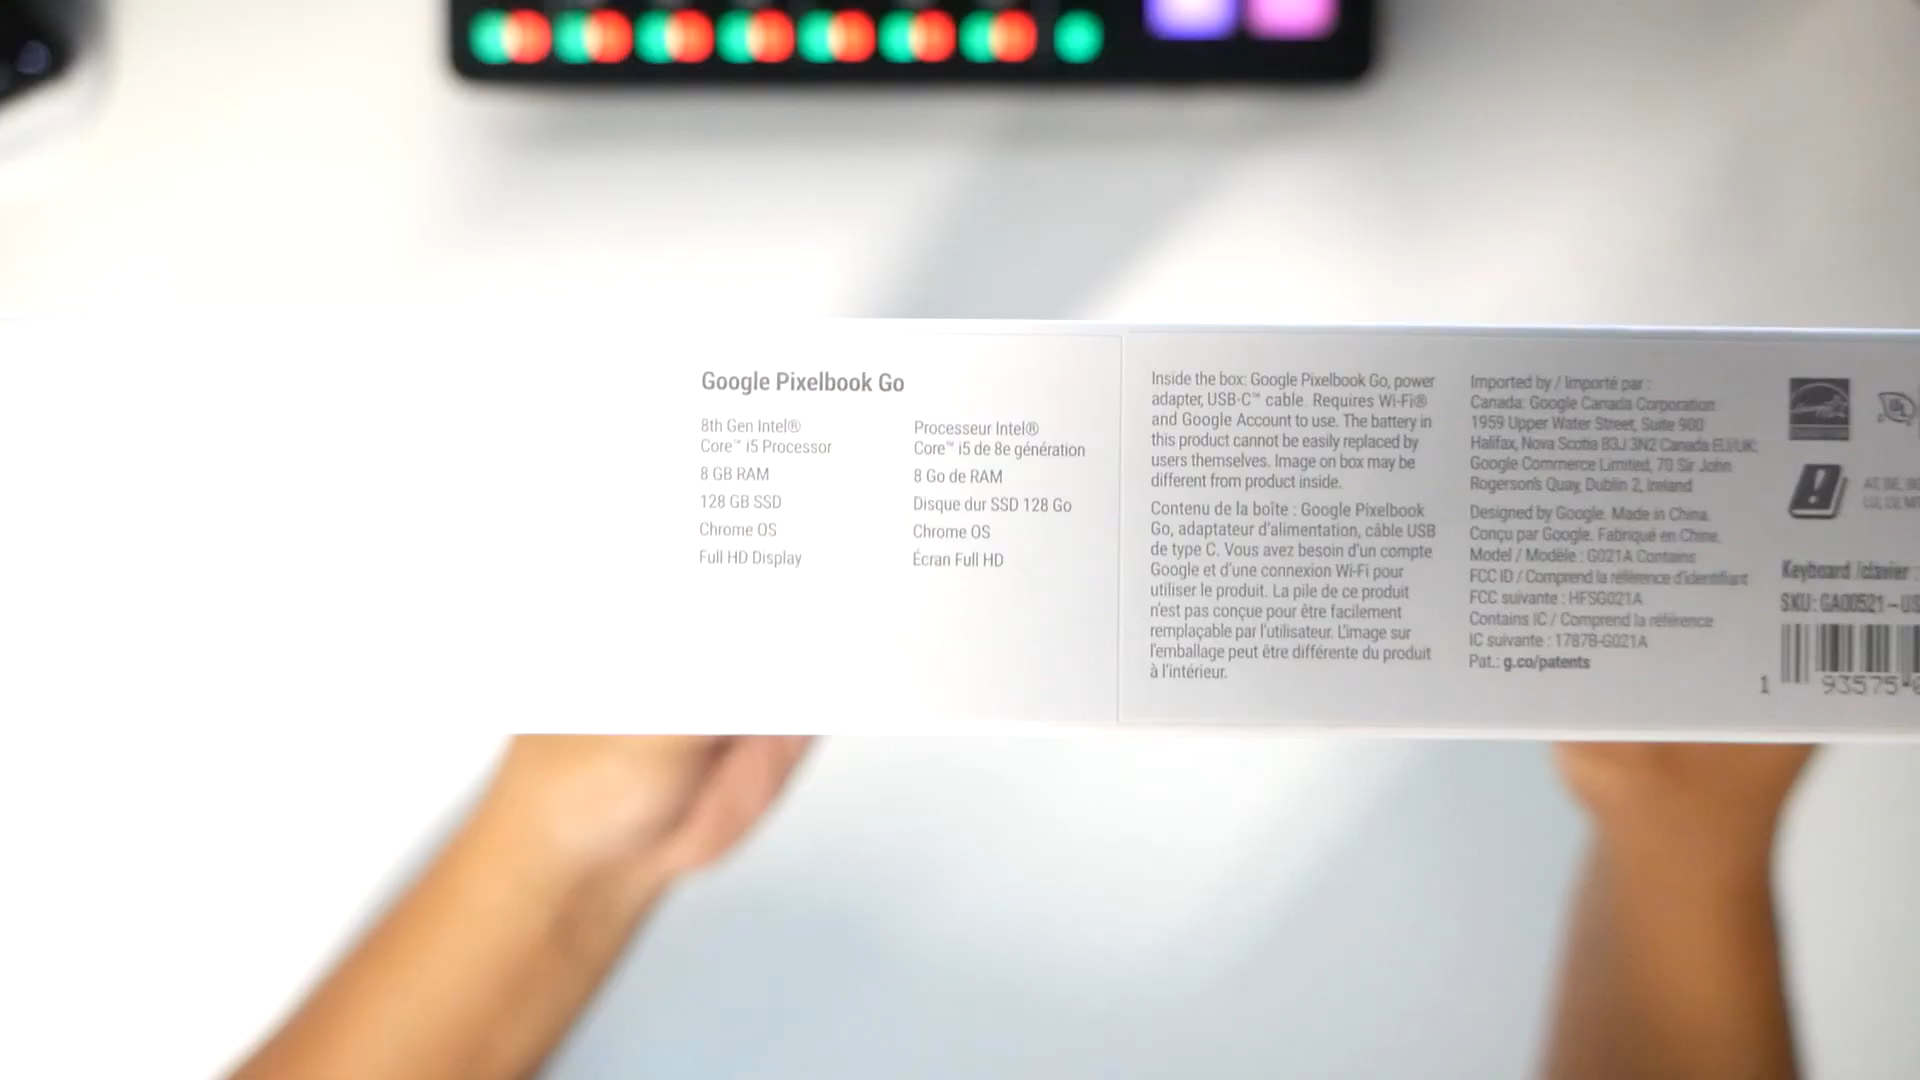 Google Pixelbook Go
8th Gen Intel®
Core™ i5 Processor
8 GB RAM
128 GB SSD
Chrome OS
Full HD Display
Processeur Intel®
Core™ i5 de 8e génération
8 Go de RAM
Disque dur SSD 128 Go
Chrome OS
Écran Full HD
Inside the box: Google Pixelbook Go, power
adapter, USB-C™ cable. Requires Wi-Fi®
and Google Account to use. The battery in
this product cannot be easily replaced by
users themselves. Image on box may be
different from product inside.
Contenu de la boîte : Google Pixelbook
Go, adaptateur d'alimentation, câble USB
de type C. Vous avez besoin d'un compte
Google et d'une connexion Wi-Fi pour
utiliser le produit. La pile de ce produit
n'est pas conçue pour être facilement
remplaçable par l'utilisateur. L'image sur
l'emballage peut être différente du produit
à l'intérieur.
Imported by / Importé par :
Canada: Google Canada Corporation
1959 Upper Water Street, Suite 900
Halifax, Nova Scotia B3J 3N2 Canada EU/UK:
Google Commerce Limited, 70 Sir John
Rogerson's Quay, Dublin 2, Ireland
Designed by Google. Made in China.
Conçu par Google. Fabriqué en Chine.
Model / Modèle : G021A Contains
FCC ID / Comprend la référence d'identifiant
FCC suivante : HFSG021A
Contains IC / Comprend la référence
IC suivante : 1787B-G021A
Pat.: g.co/patents
Keyboard /clavier :
SKU: GA00521-US
1 93575